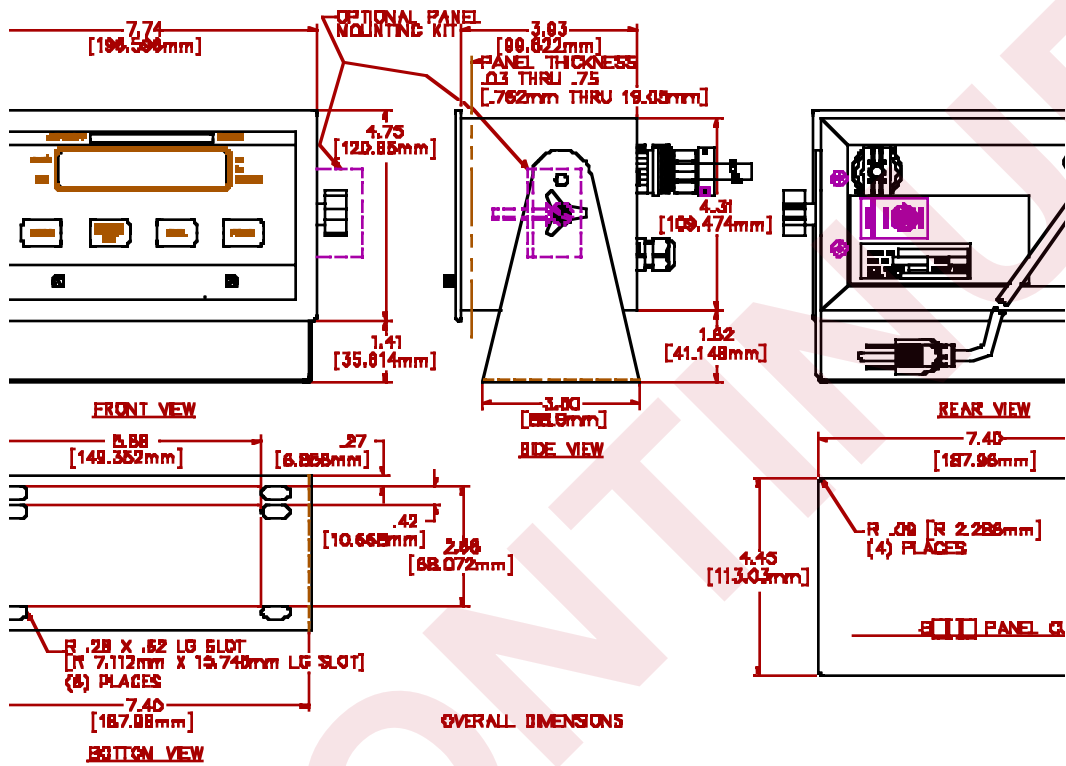 OPTIONAL PANEL
MOUNTING KIT
7.74
[196.596mm]
3.93
[99.822mm]
PANEL THICKNESS
.03 THRU .75
[.762mm THRU 19.05mm]
4.75
[120.65mm]
4.31
[109.474mm]
1.41
[35.814mm]
1.62
[41.148mm]
FRONT VIEW
3.50
SIDE VIEW
REAR VIEW
5.88
[149.352mm]
.27
[6.858mm]
7.40
[187.96mm]
.42
[10.668mm]
[68.072mm]
R .09 [R 2.286mm]
(4) PLACES
4.45
[113.03mm]
PANEL
R .28 X .62 LG SLOT
[R 7.112mm X 15.748mm LG SLOT]
PLACES
7.40
[187.96mm]
OVERALL DIMENSIONS
BOTTOM VIEW